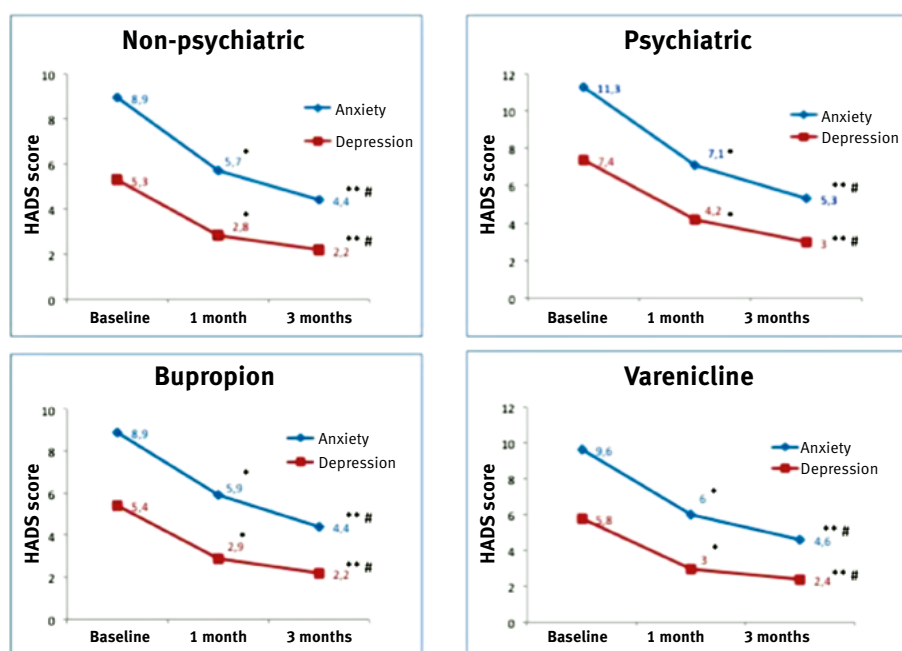 Non-psychiatric
10
8
6
4
2
0
HADS score
8,9
5,7 *
4,4 ** #
5,3
2,8 *
2,2 ** #
Anxiety
Depression
Baseline 1 month 3 months
Psychiatric
12
10
8
6
4
2
0
HADS score
11,3
7,1 *
5,3 ** #
7,4
4,2 *
3 ** #
Anxiety
Depression
Baseline 1 month 3 months
Bupropion
10
8
6
4
2
0
HADS score
8,9
5,9 *
4,4 ** #
5,4
2,9 *
2,2 ** #
Anxiety
Depression
Baseline 1 month 3 months
Varenicline
12
10
8
6
4
2
0
HADS score
9,6
6 *
4,6 ** #
5,8
3 *
2,4 ** #
Anxiety
Depression
Baseline 1 month 3 months